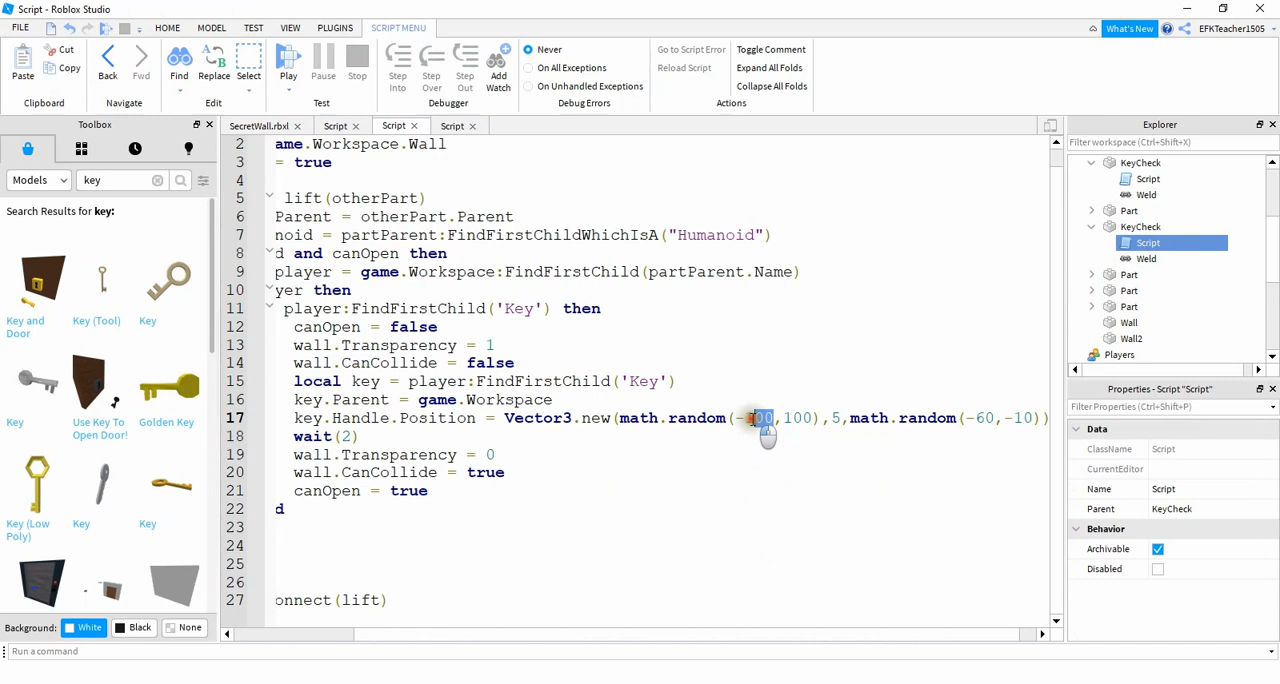 Script - Roblox Studio
FILE HOME MODEL TEST VIEW PLUGINS SCRIPT MENU What's New EFKTeacher1505
Paste Cut Copy Back Fwd Find Replace Select Play Pause Stop Step Into Step Over Step Out Add Watch Never On All Exceptions On Unhandled Exceptions Go to Script Error Reload Script Toggle Comment Expand All Folds Collapse All Folds
Clipboard Navigate Edit Test Debugger Debug Errors Actions
Toolbox
Models key
Search Results for key:
Key and Door Key (Tool) Key
Key Use Key To Open Door! Golden Key
Key (Low Poly) Key Key
Background: White Black None
Run a command
SecretWall.rbxl Script Script Script
2 ame.Workspace.Wall
3 = true
4
5 lift(otherPart)
6 Parent = otherPart.Parent
7 noid = partParent:FindFirstChildWhichIsA("Humanoid")
8 d and canOpen then
9 player = game.Workspace:FindFirstChild(partParent.Name)
10 yer then
11 player:FindFirstChild('Key') then
12 canOpen = false
13 wall.Transparency = 1
14 wall.CanCollide = false
15 local key = player:FindFirstChild('Key')
16 key.Parent = game.Workspace
17 key.Handle.Position = Vector3.new(math.random(-100,100),5,math.random(-60,-10))
18 wait(2)
19 wall.Transparency = 0
20 wall.CanCollide = true
21 canOpen = true
22 d
23
24
25
26
27 onnect(lift)
Explorer
Filter workspace (Ctrl+Shift+X)
KeyCheck
Script
Weld
Part
KeyCheck
Script
Weld
Part
Part
Part
Wall
Wall2
Players
Properties - Script "Script"
Filter Properties (Ctrl+Shift+P)
Data
ClassName Script
CurrentEditor
Name Script
Parent KeyCheck
Behavior
Archivable
Disabled